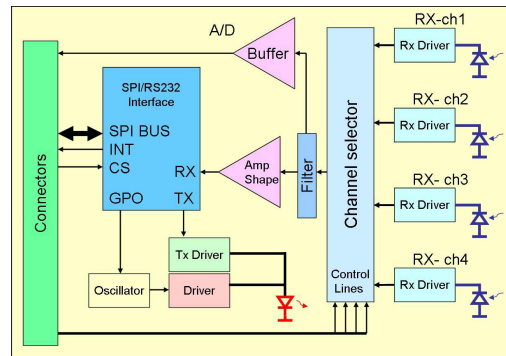 A/D
Buffer
SPI/RS232
Interface
SPI BUS
INT
CS
RX
GPO
TX
Connectors
Amp
Shape
Filter
Channel selector
Control
Lines
RX-ch1
Rx Driver
RX- ch2
Rx Driver
RX- ch3
Rx Driver
RX- ch4
Rx Driver
Tx Driver
Oscillator
Driver